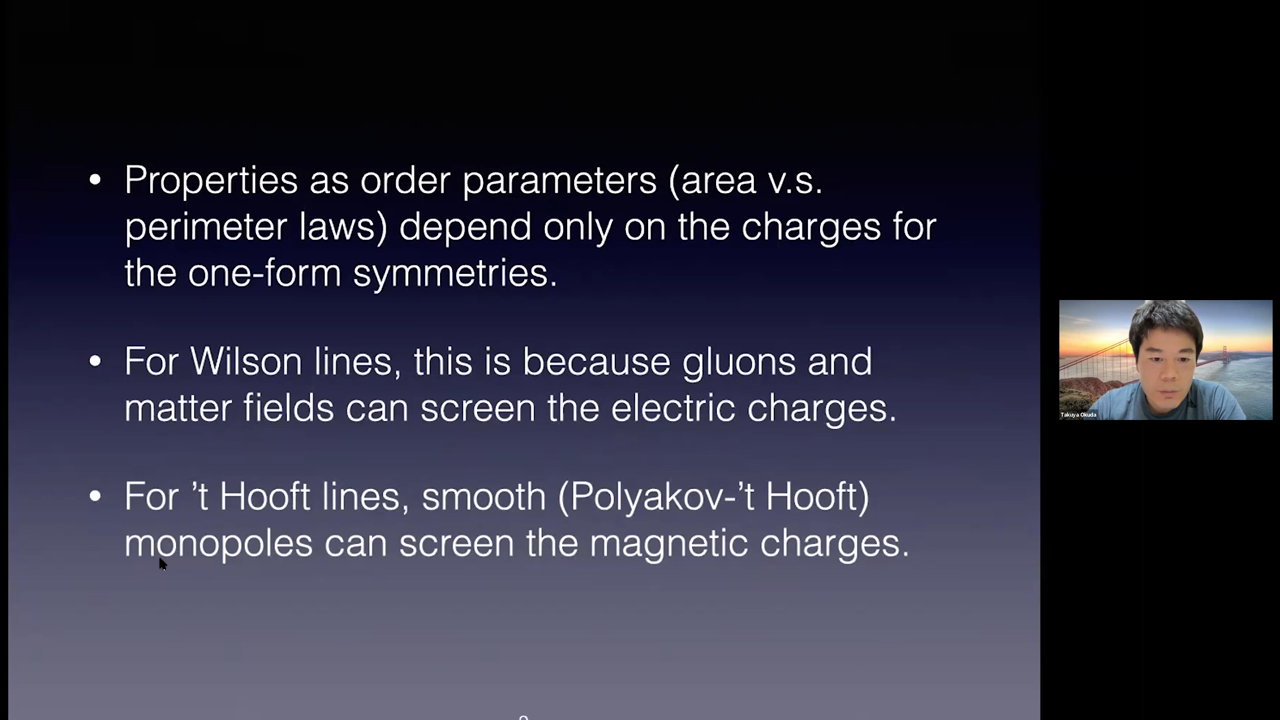 • Properties as order parameters (area v.s.
perimeter laws) depend only on the charges for
the one-form symmetries.
• For Wilson lines, this is because gluons and
matter fields can screen the electric charges.
• For ’t Hooft lines, smooth (Polyakov-’t Hooft)
monopoles can screen the magnetic charges.
Takuya Okuda